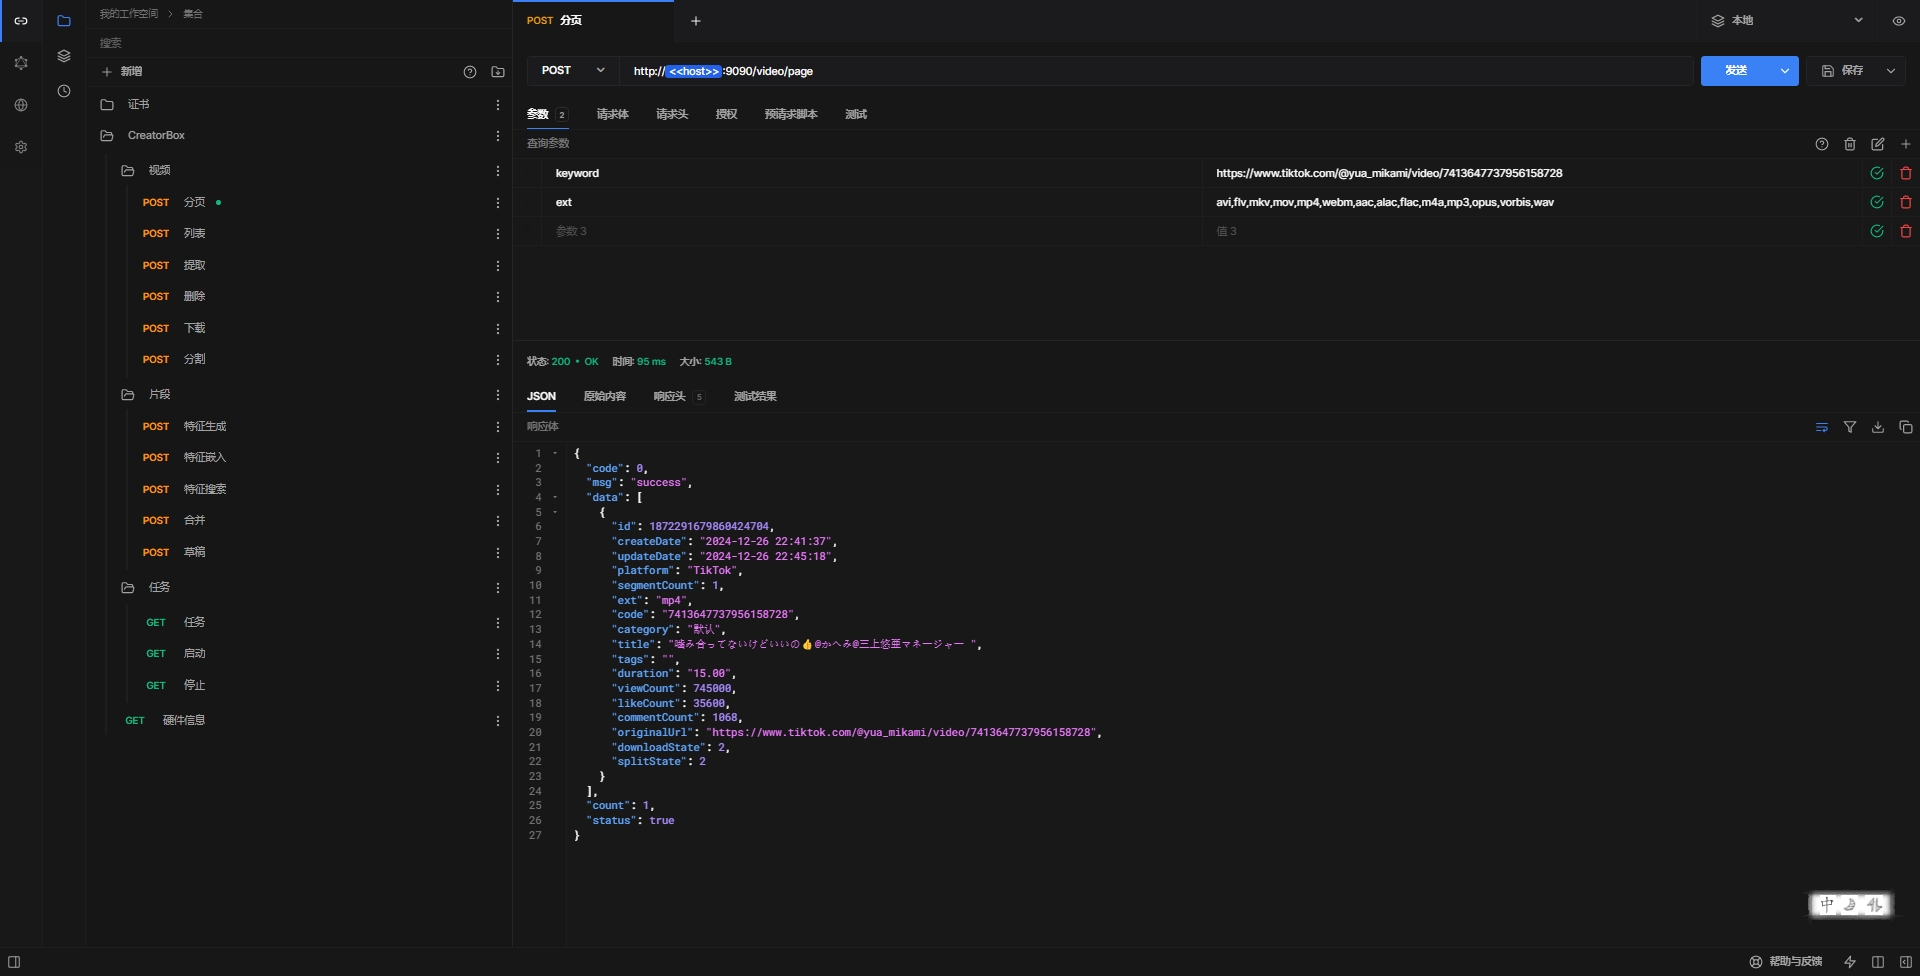 我的工作空间 > 集合
搜索
+ 新增
证书
CreatorBox
视频
POST 分页
POST 列表
POST 提取
POST 删除
POST 下载
POST 分割
片段
POST 特征生成
POST 特征嵌入
POST 特征搜索
POST 合并
POST 草稿
任务
GET 任务
GET 启动
GET 停止
GET 硬件信息
POST 分页
本地
POST http://<<host>>:9090/video/page 发送 保存
参数 2 请求体 请求头 授权 预请求脚本 测试
查询参数
keyword https://www.tiktok.com/@yua_mikami/video/7413647737956158728
ext avi,flv,mkv,mov,mp4,webm,aac,alac,flac,m4a,mp3,opus,vorbis,wav
参数 3 值 3
状态: 200 • OK 时间: 95 ms 大小: 543 B
JSON 原始内容 响应头 5 测试结果
响应体
1 {
2 "code": 0,
3 "msg": "success",
4 "data": [
5 {
6 "id": 1872291679860424704,
7 "createDate": "2024-12-26 22:41:37",
8 "updateDate": "2024-12-26 22:45:18",
9 "platform": "TikTok",
10 "segmentCount": 1,
11 "ext": "mp4",
12 "code": "7413647737956158728",
13 "category": "默认",
14 "title": "噛み合ってないけどいいの👍@かへみ@三上悠亜マネージャー ",
15 "tags": "",
16 "duration": "15.00",
17 "viewCount": 745000,
18 "likeCount": 35600,
19 "commentCount": 1068,
20 "originalUrl": "https://www.tiktok.com/@yua_mikami/video/7413647737956158728",
21 "downloadState": 2,
22 "splitState": 2
23 }
24 ],
25 "count": 1,
26 "status": true
27 }
中
帮助与反馈